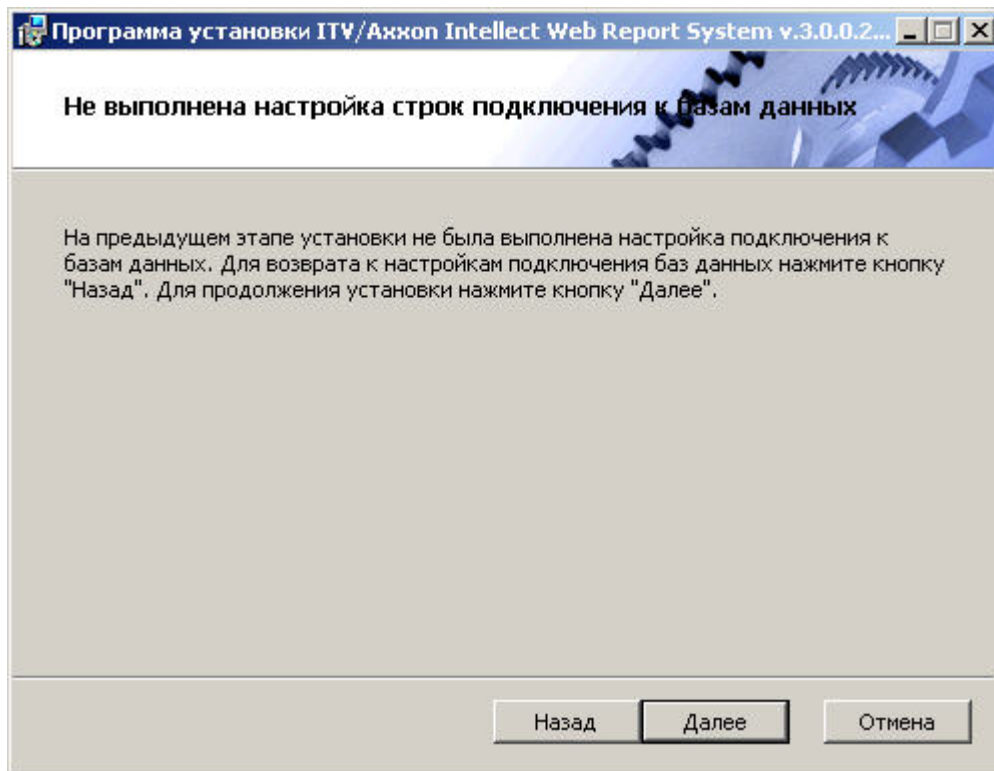 Программа установки ITV/Axxon Intellect Web Report System v.3.0.0.2...
Не выполнена настройка строк подключения к базам данных
На предыдущем этапе установки не была выполнена настройка подключения к
базам данных. Для возврата к настройкам подключения баз данных нажмите кнопку
"Назад". Для продолжения установки нажмите кнопку "Далее".
Назад Далее Отмена